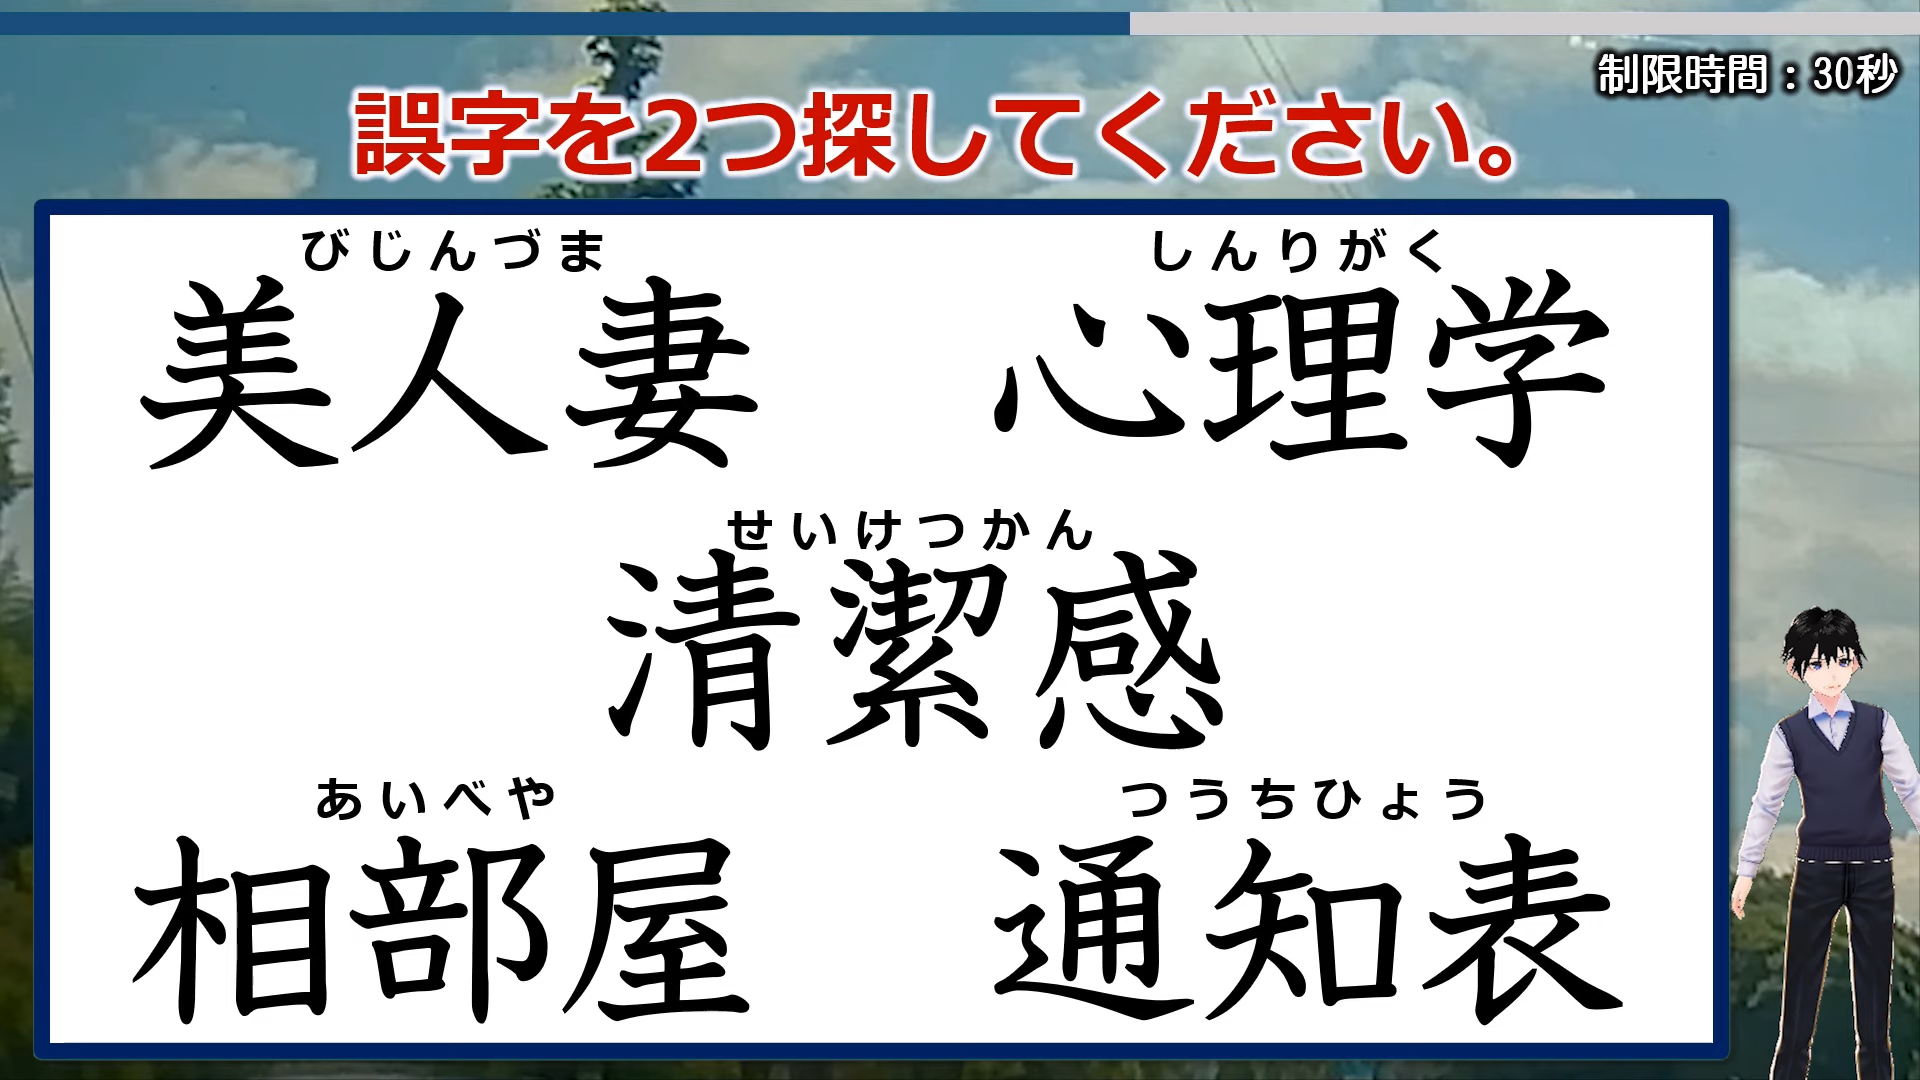 制限時間：30秒
誤字を2つ探してください。
びじんづま
美人妻
しんりがく
心理学
せいけつかん
清潔感
あいべや
相部屋
つうちひょう
通知表